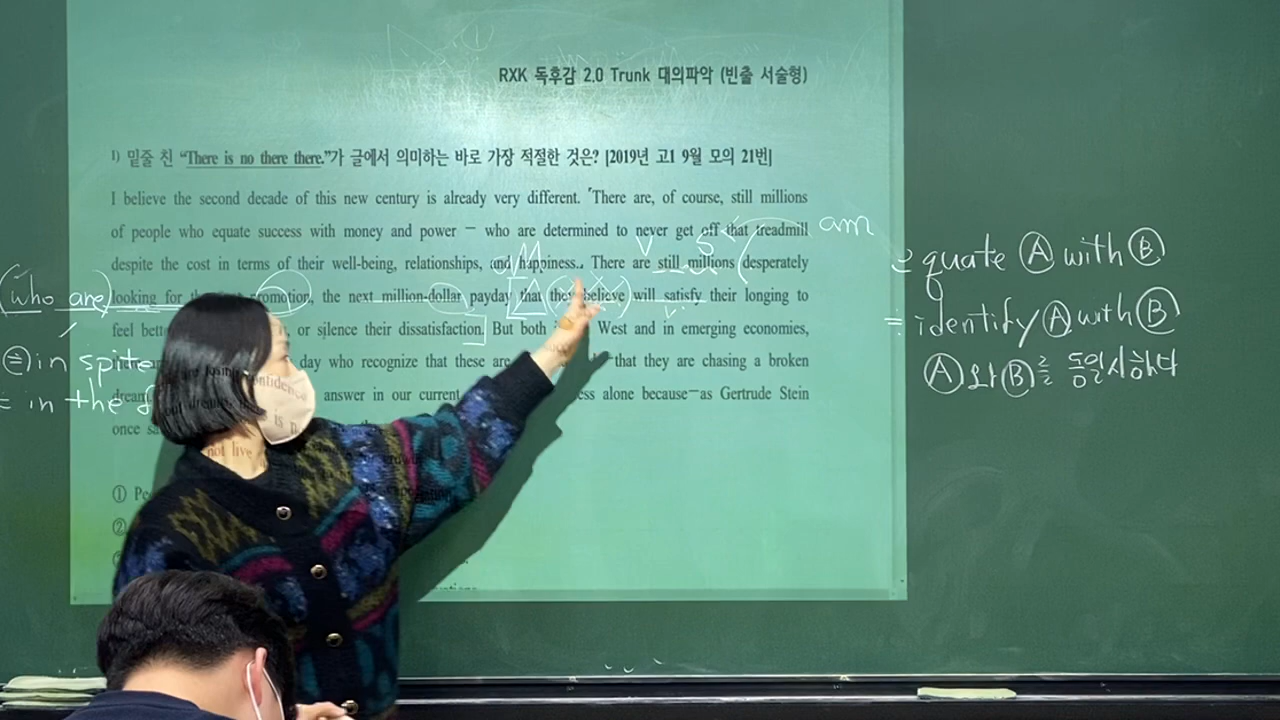 RXK 독후감 2.0 Trunk 대의파악 (빈출 서술형)
1) 밑줄 친 “There is no there there.”가 글에서 의미하는 바로 가장 적절한 것은? [2019년 고1 9월 모의 21번]
I believe the second decade of this new century is already very different. There are, of course, still millions
of people who equate success with money and power — who are determined to never get off that treadmill
am
V S
despite the cost in terms of their well-being, relationships, and happiness. There are still millions desperately
M
(who are)
looking for the promotion, the next million-dollar payday that they believe will satisfy their longing to
feel or silence their dissatisfaction. But both West and in emerging economies,
day who recognize that these are that they are chasing a broken
dream. answer in our current alone because—as Gertrude Stein
once
①
②
= in spite
= in the
are losing confidence
not live
equate Ⓐ with Ⓑ
= identify Ⓐ with Ⓑ
Ⓐ와 Ⓑ를 동일시하다